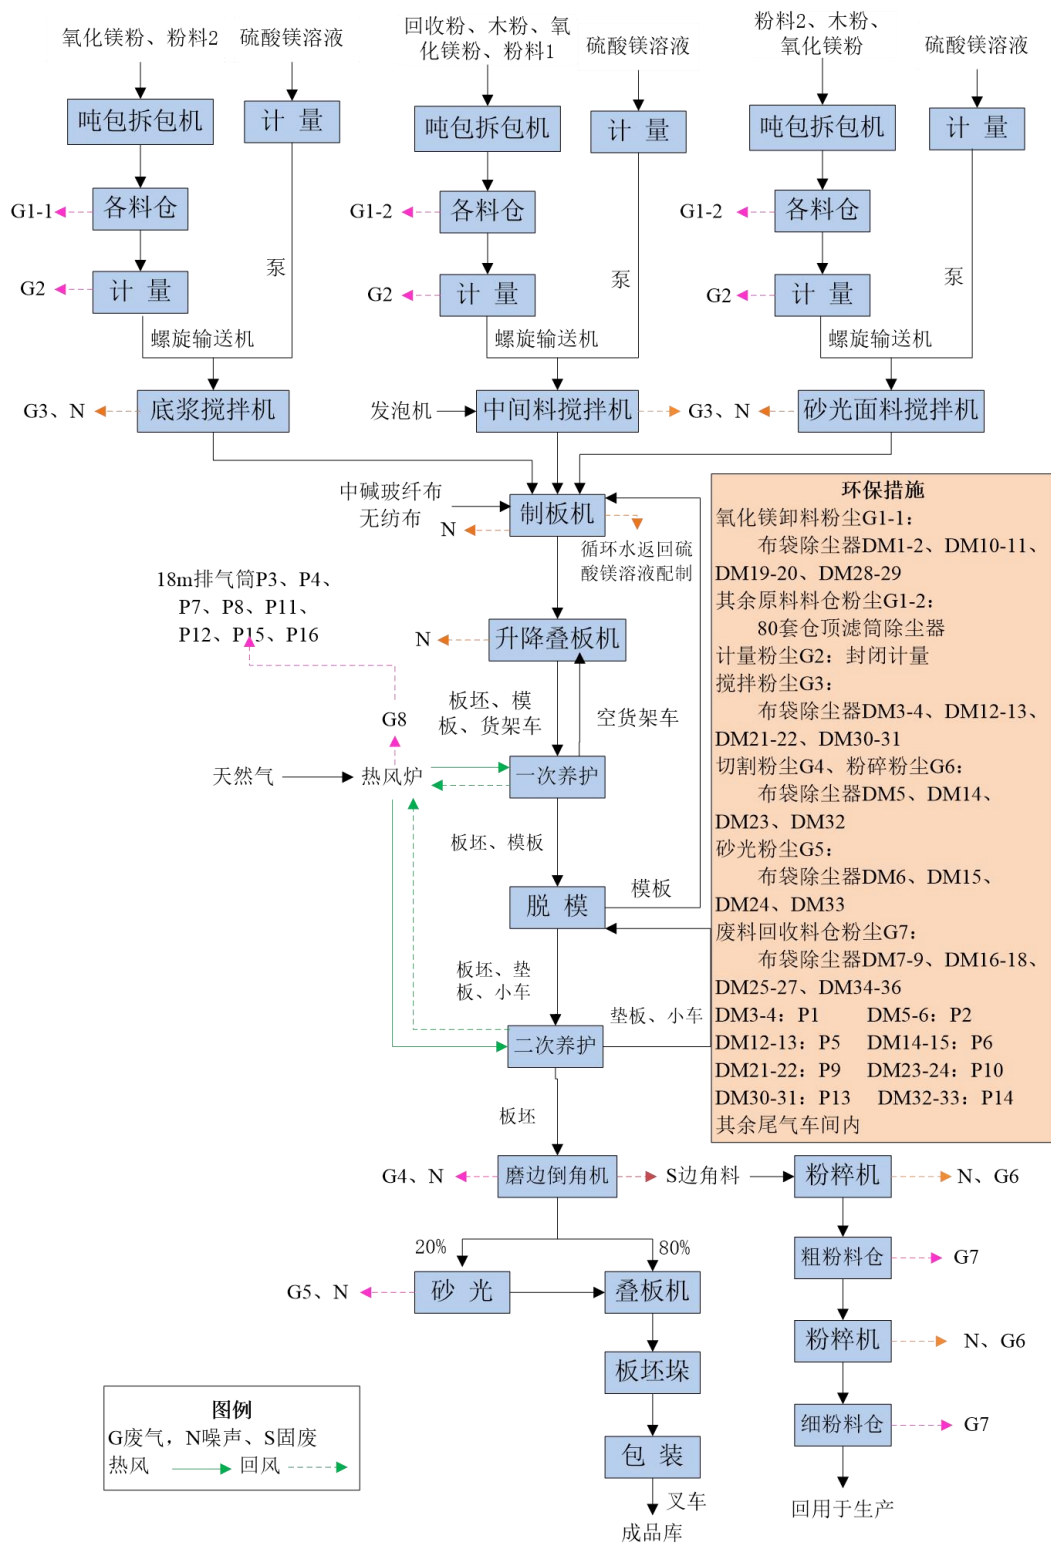 氧化镁粉、粉料2
硫酸镁溶液
回收粉、木粉、氧
化镁粉、粉料1
硫酸镁溶液
粉料2、木粉、
氧化镁粉
硫酸镁溶液
吨包拆包机
计 量
吨包拆包机
计 量
吨包拆包机
计 量
G1-1
各料仓
G1-2
各料仓
G1-2
各料仓
G2
计 量
泵
G2
计 量
泵
G2
计 量
泵
螺旋输送机
螺旋输送机
螺旋输送机
G3、N
底浆搅拌机
发泡机
中间料搅拌机
G3、N
砂光面料搅拌机
中碱玻纤布
无纺布
制板机
N
循环水返回硫
酸镁溶液配制
18m排气筒P3、P4、
P7、P8、P11、
P12、P15、P16
N
升降叠板机
板坯、模
板、货架车
空货架车
G8
天然气
热风炉
一次养护
板坯、模板
脱 模
模板
板坯、垫
板、小车
垫板、小车
二次养护
板坯
环保措施
氧化镁卸料粉尘G1-1：
布袋除尘器DM1-2、DM10-11、
DM19-20、DM28-29
其余原料料仓粉尘G1-2：
80套仓顶滤筒除尘器
计量粉尘G2：封闭计量
搅拌粉尘G3：
布袋除尘器DM3-4、DM12-13、
DM21-22、DM30-31
切割粉尘G4、粉碎粉尘G6：
布袋除尘器DM5、DM14、
DM23、DM32
砂光粉尘G5：
布袋除尘器DM6、DM15、
DM24、DM33
废料回收料仓粉尘G7：
布袋除尘器DM7-9、DM16-18、
DM25-27、DM34-36
DM3-4：P1 DM5-6：P2
DM12-13：P5 DM14-15：P6
DM21-22：P9 DM23-24：P10
DM30-31：P13 DM32-33：P14
其余尾气车间内
G4、N
磨边倒角机
S边角料
粉粹机
N、G6
20%
80%
粗粉料仓
G7
G5、N
砂 光
叠板机
粉粹机
N、G6
板坯垛
细粉料仓
G7
包 装
叉车
成品库
回用于生产
图例
G废气，N噪声、S固废
热风
回风